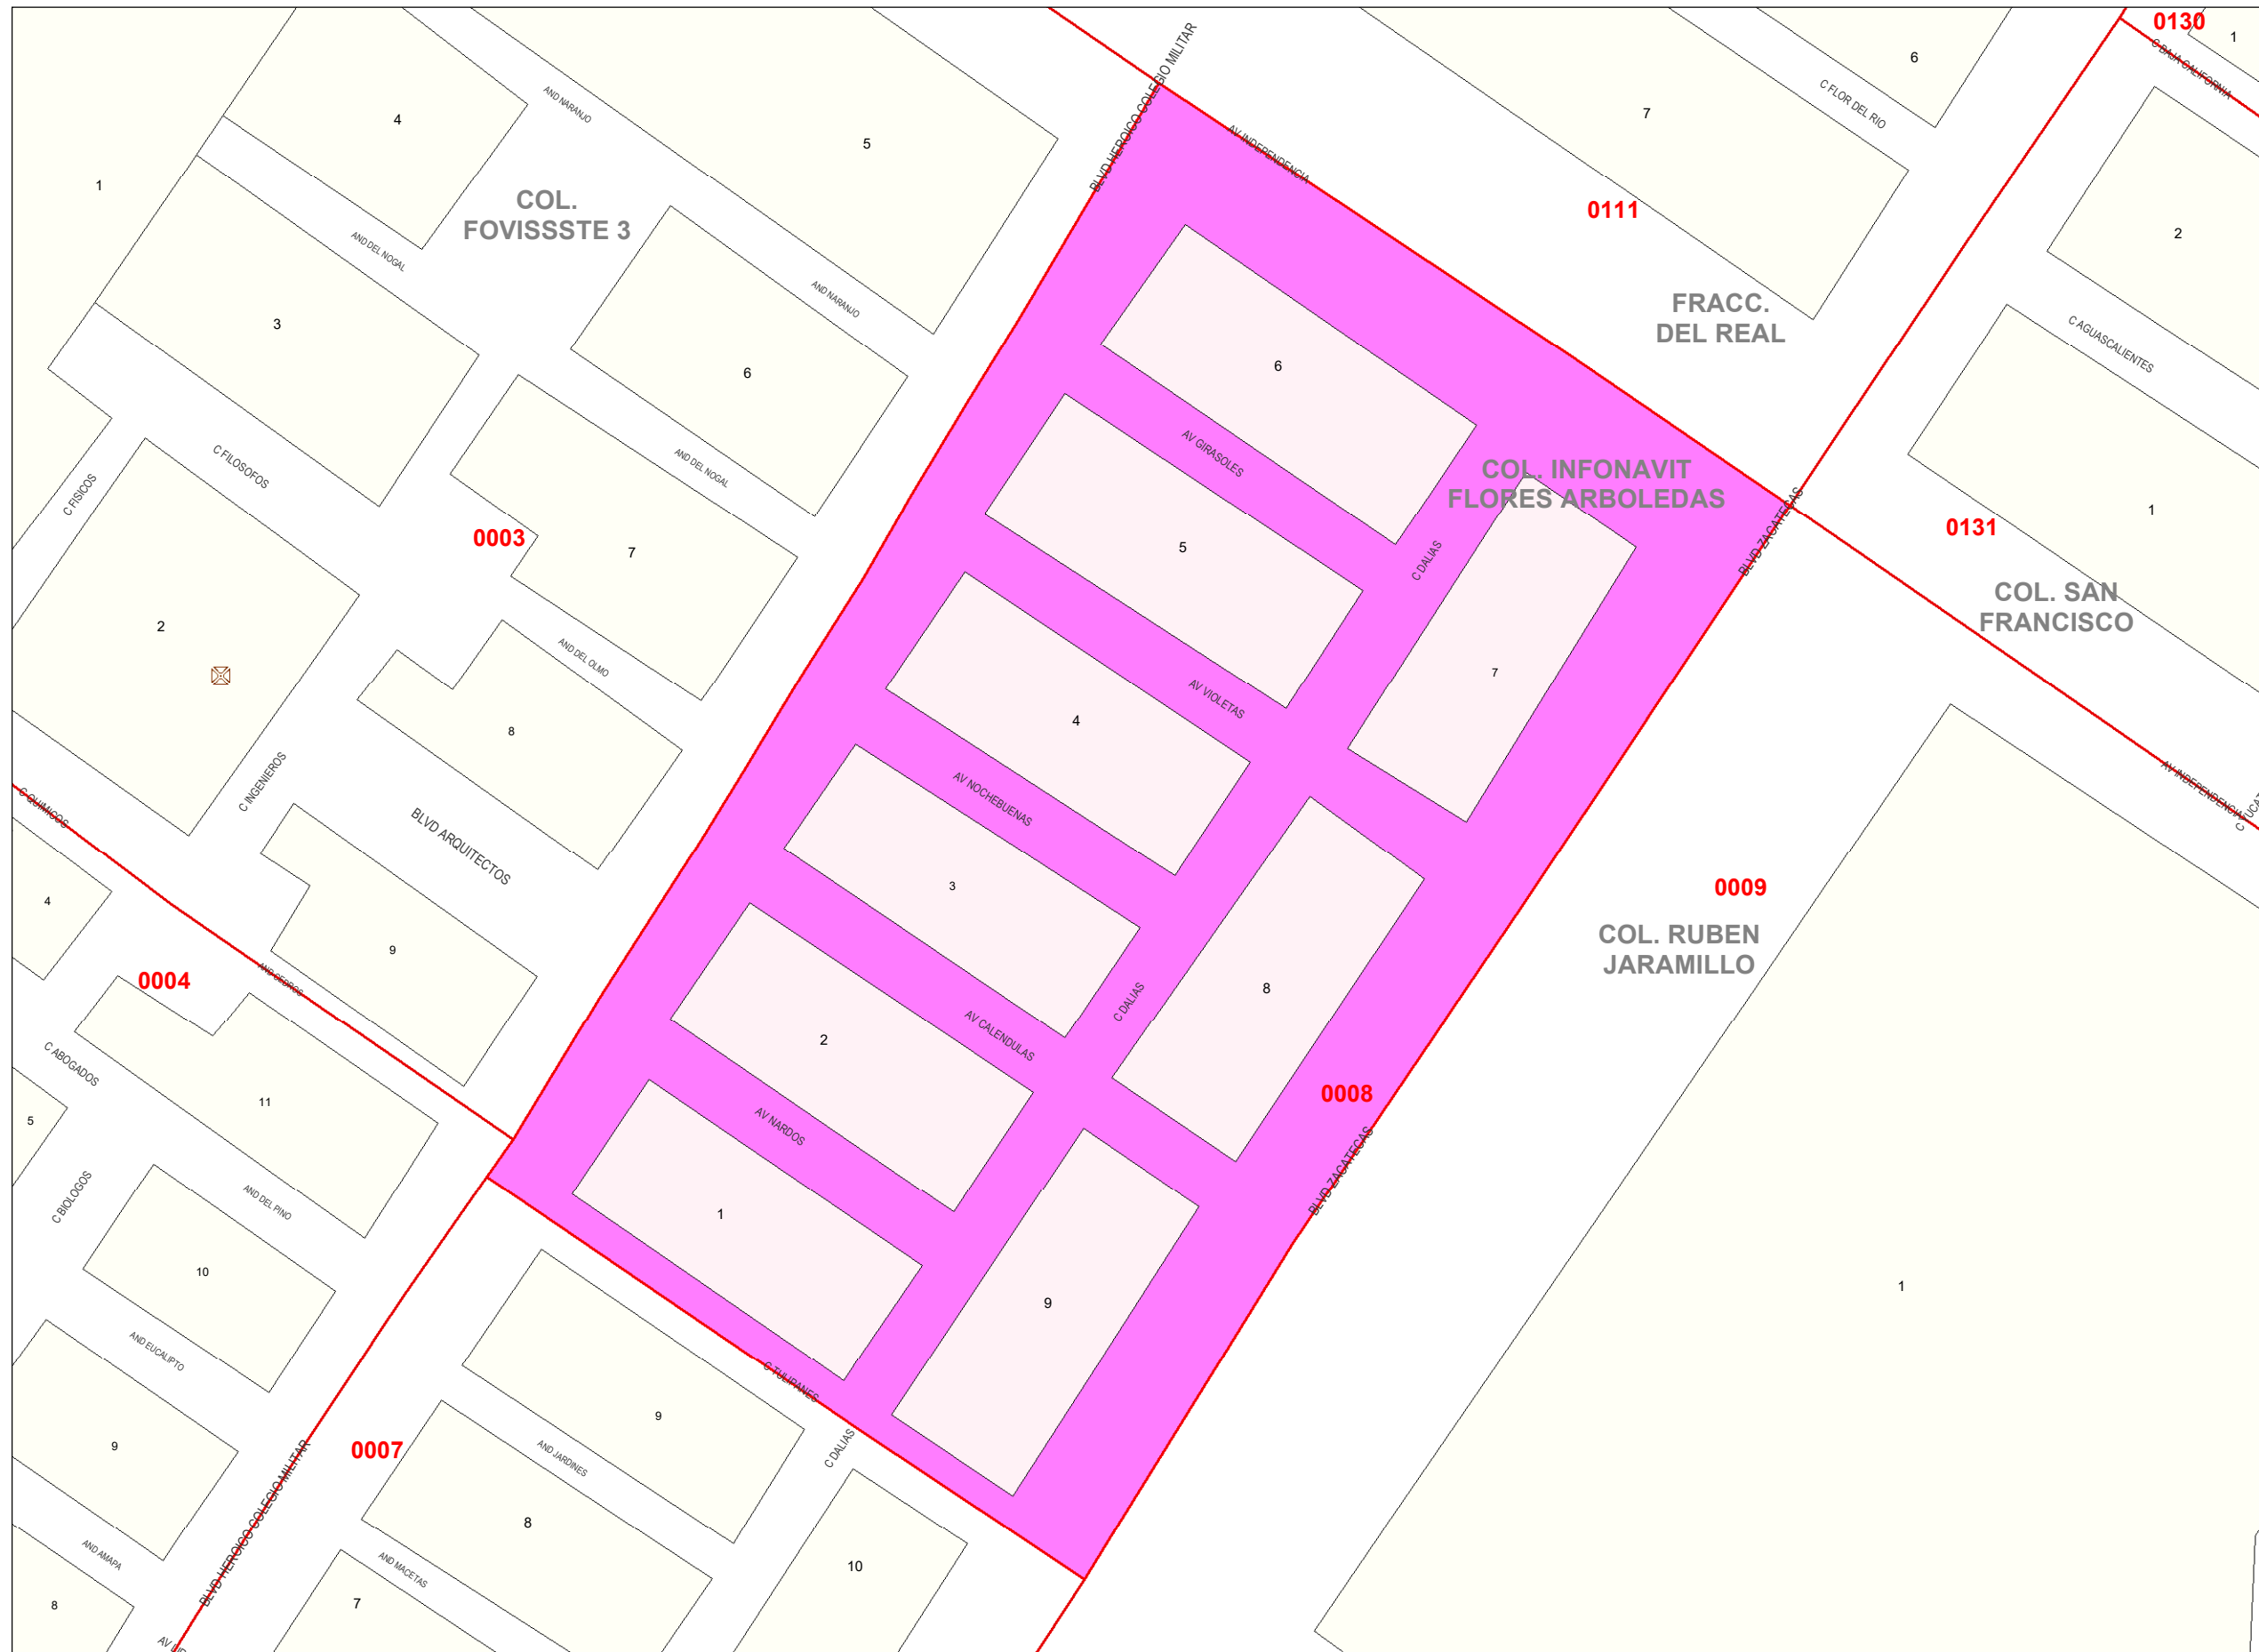 0130
1
C BAJA CALIFORNIA
BLVD HEROICO COLEGIO MILITAR
6
C FLOR DEL RIO
7
AND NARANJO
4
5
AV INDEPENDENCIA
1
COL.
FOVISSSTE 3
0111
2
AND DEL NOGAL
AND NARANJO
FRACC.
DEL REAL
3
C AGUASCALIENTES
6
6
AV GIRASOLES
C FILOSOFOS
AND DEL NOGAL
COL. INFONAVIT
FLORES ARBOLEDAS
C FISICOS
BLVD ZACATECAS
1
0003
7
5
0131
C DALIAS
COL. SAN
FRANCISCO
2
AND DEL OLMO
7
AV VIOLETAS
8
4
C INGENIEROS
AV NOCHEBUENAS
AV INDEPENDENCIA
C QUIMICOS
BLVD ARQUITECTOS
3
0009
4
9
COL. RUBEN
JARAMILLO
0004
AND CEDROS
8
C DALIAS
2
AV CALENDULAS
C ABOGADOS
11
0008
5
AV NARDOS
BLVD ZACATECAS
C BIOLOGOS
AND DEL PINO
1
10
9
1
AND EUCALIPTO
C TULIPANES
9
9
0007
AND JARDINES
C DALIAS
BLVD HEROICO COLEGIO MILITAR
8
AND AMAPA
AND MACETAS
10
8
7